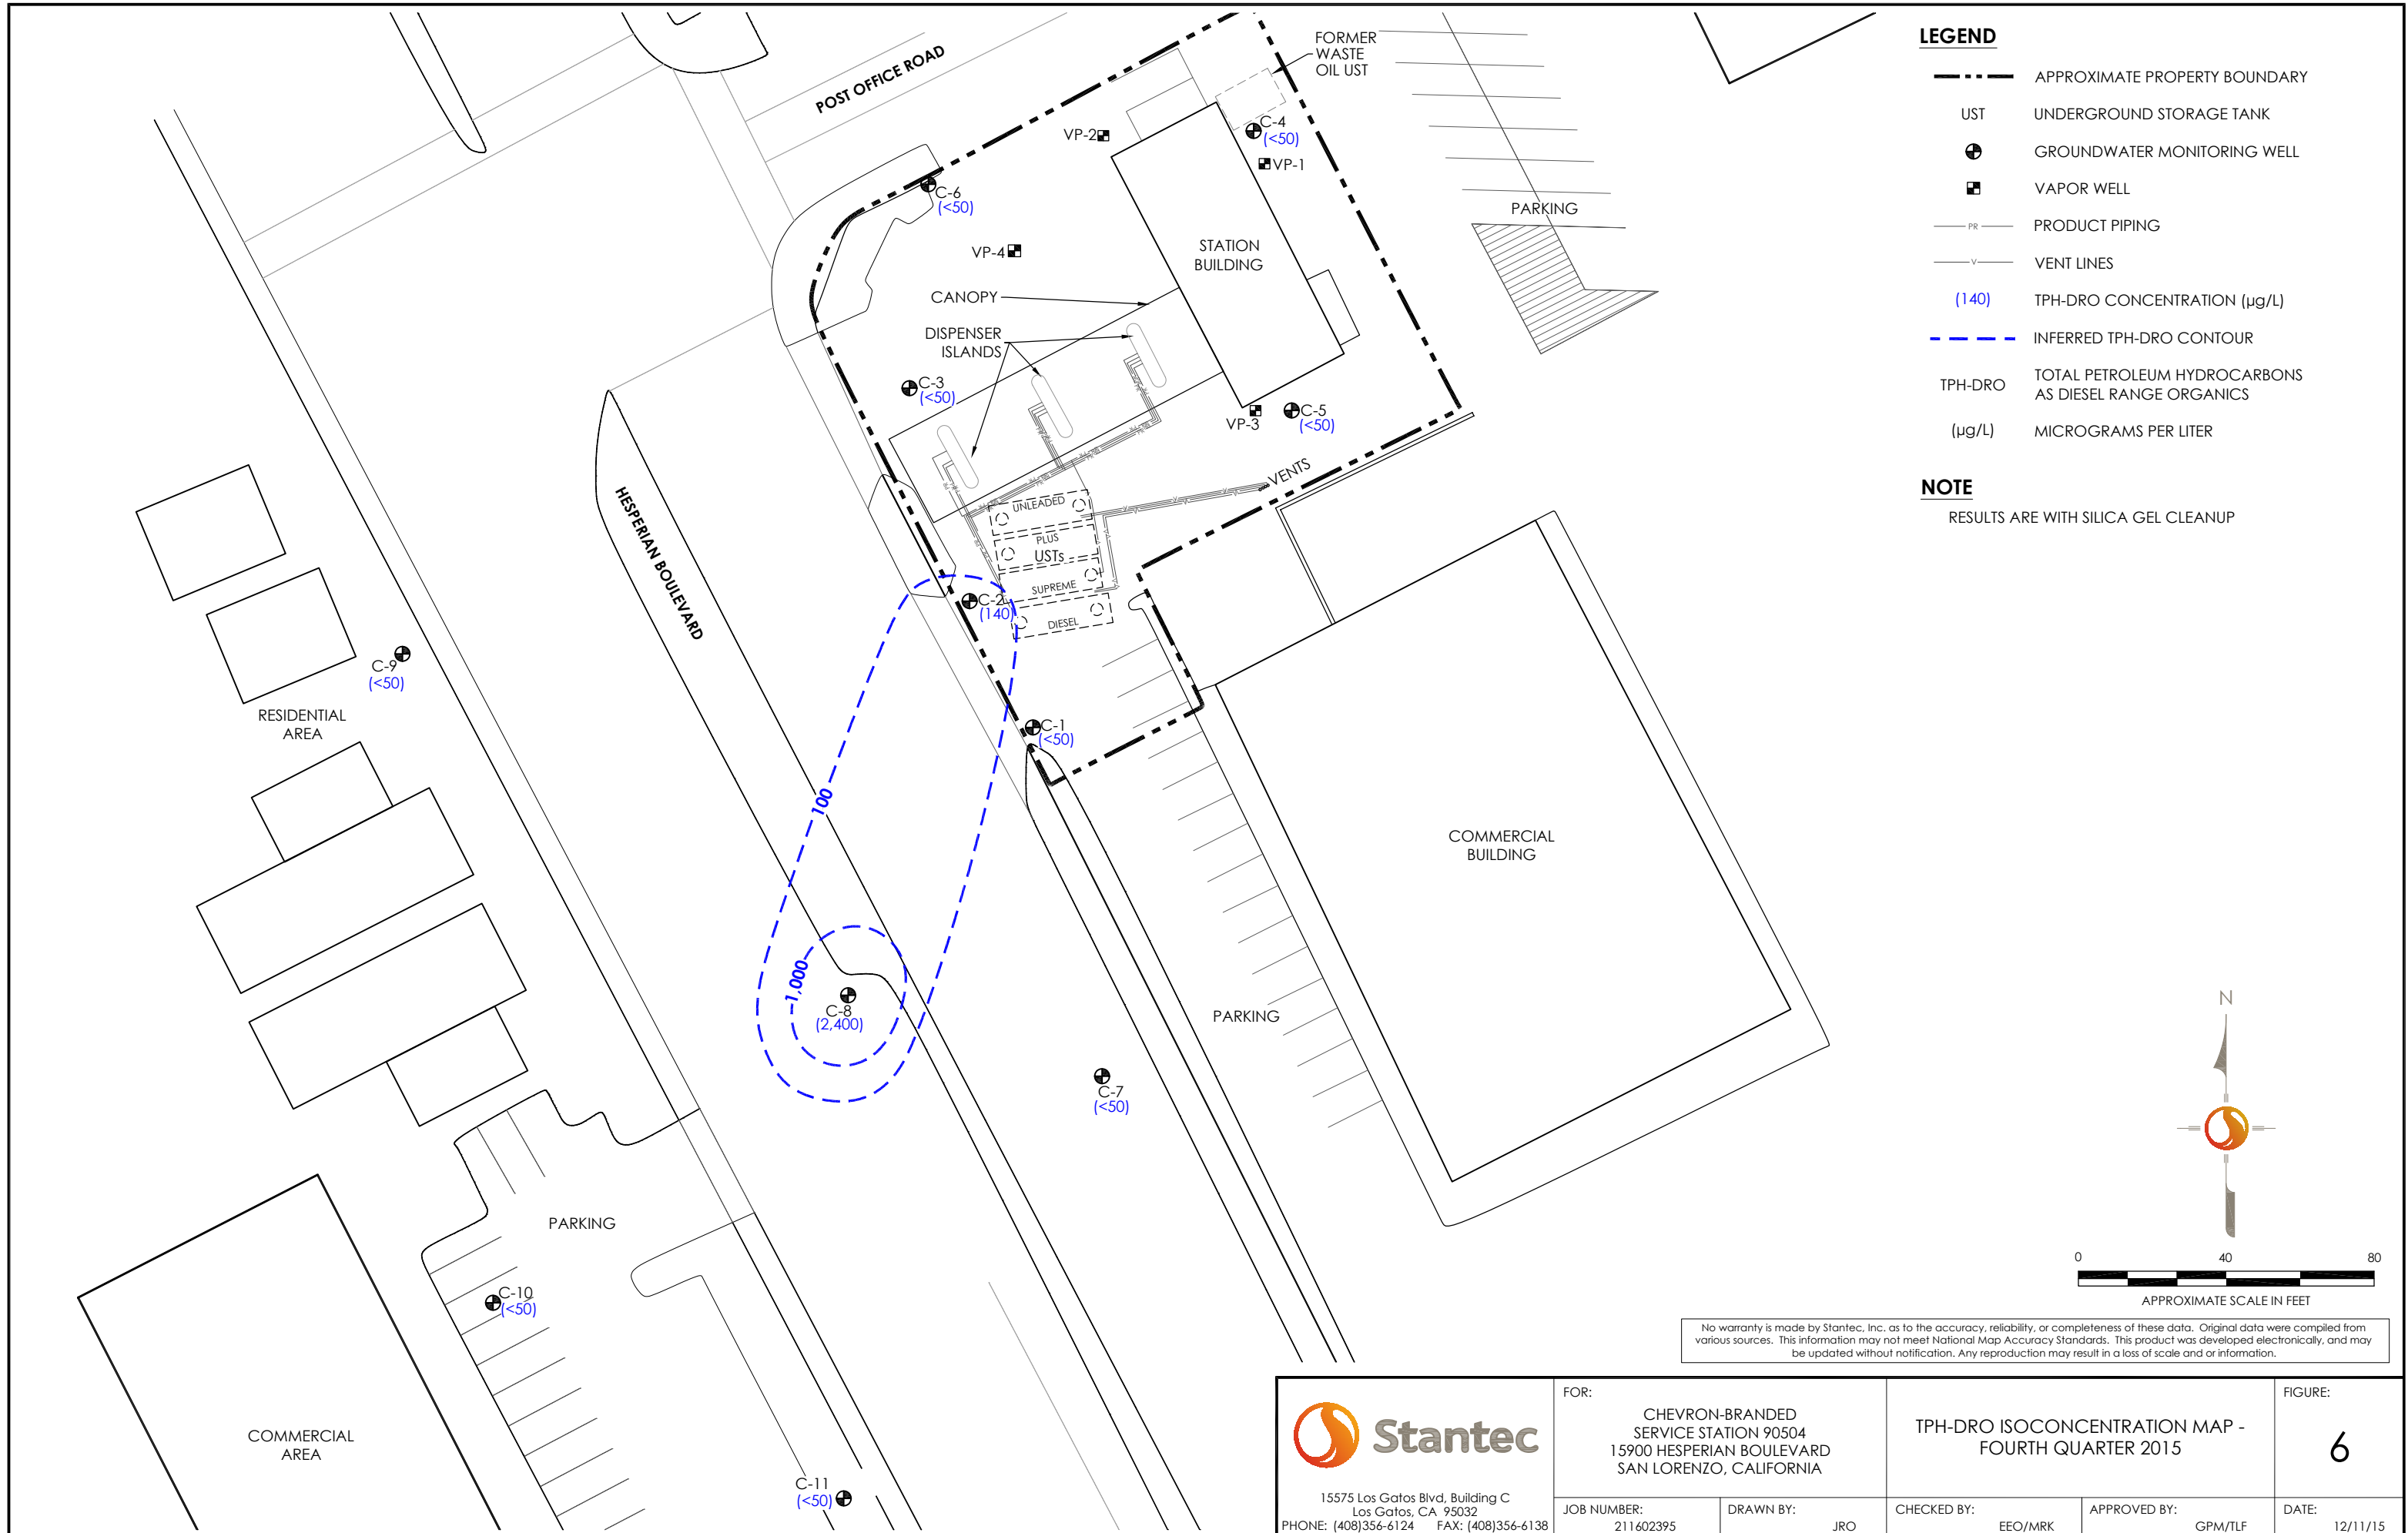 POST OFFICE ROAD
FORMER
WASTE
OIL UST
C-4
(<50)
VP-2
VP-1
C-6
(<50)
PARKING
VP-4
STATION
BUILDING
CANOPY
DISPENSER
ISLANDS
C-3
(<50)
VP-3
C-5
(<50)
VENTS
UNLEADED
PLUS
USTs
SUPREME
DIESEL
HESPERIAN BOULEVARD
C-2
(140)
C-9
(<50)
RESIDENTIAL
AREA
C-1
(<50)
100
COMMERCIAL
BUILDING
1,000
C-8
(2,400)
PARKING
C-7
(<50)
PARKING
C-10
(<50)
COMMERCIAL
AREA
C-11
(<50)
LEGEND
APPROXIMATE PROPERTY BOUNDARY
UST UNDERGROUND STORAGE TANK
GROUNDWATER MONITORING WELL
VAPOR WELL
PR PRODUCT PIPING
V VENT LINES
(140) TPH-DRO CONCENTRATION (µg/L)
INFERRED TPH-DRO CONTOUR
TPH-DRO TOTAL PETROLEUM HYDROCARBONS
AS DIESEL RANGE ORGANICS
(µg/L) MICROGRAMS PER LITER
NOTE
RESULTS ARE WITH SILICA GEL CLEANUP
N
0 40 80
APPROXIMATE SCALE IN FEET
No warranty is made by Stantec, Inc. as to the accuracy, reliability, or completeness of these data. Original data were compiled from
various sources. This information may not meet National Map Accuracy Standards. This product was developed electronically, and may
be updated without notification. Any reproduction may result in a loss of scale and or information.
Stantec
15575 Los Gatos Blvd, Building C
Los Gatos, CA 95032
PHONE: (408)356-6124 FAX: (408)356-6138
FOR:
CHEVRON-BRANDED
SERVICE STATION 90504
15900 HESPERIAN BOULEVARD
SAN LORENZO, CALIFORNIA
TPH-DRO ISOCONCENTRATION MAP -
FOURTH QUARTER 2015
FIGURE:
6
JOB NUMBER:
211602395
DRAWN BY:
JRO
CHECKED BY:
EEO/MRK
APPROVED BY:
GPM/TLF
DATE:
12/11/15